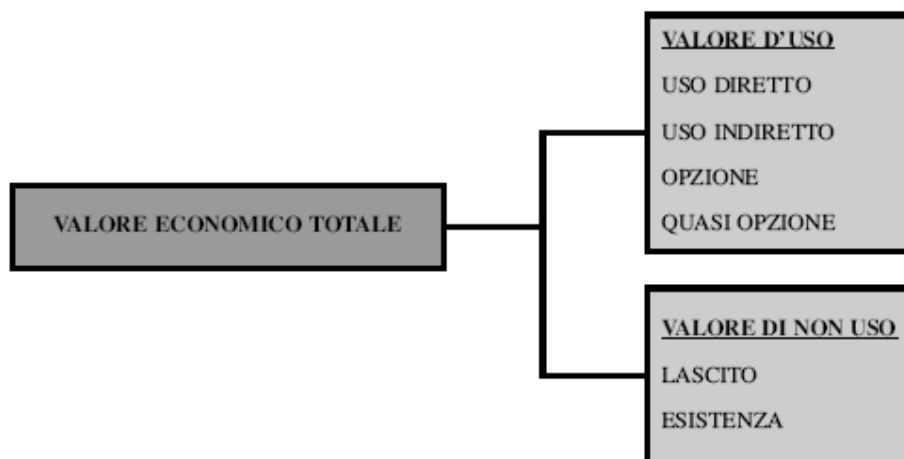 VALORE ECONOMICO TOTALE
VALORE D'USO
USO DIRETTO
USO INDIRETTO
OPZIONE
QUASI OPZIONE
VALORE DI NON USO
LASCITO
ESISTENZA